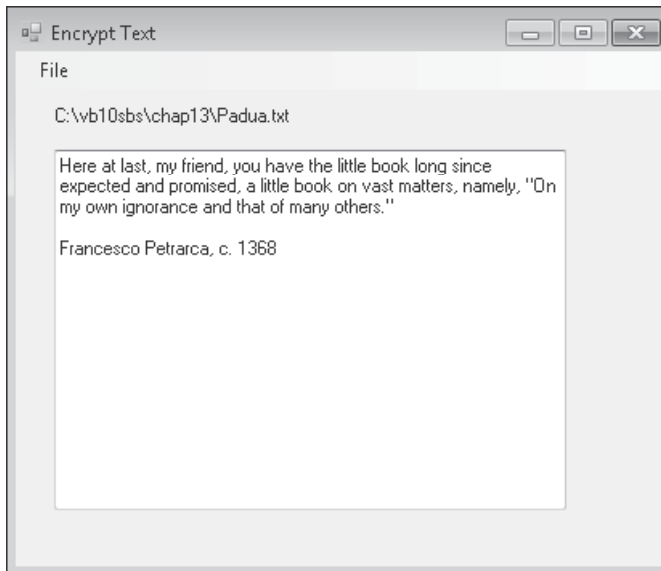 Encrypt Text
File
C:\vb10sbs\chap13\Padua.txt
Here at last, my friend, you have the little book long since
expected and promised, a little book on vast matters, namely, "On
my own ignorance and that of many others."
Francesco Petrarca, c. 1368